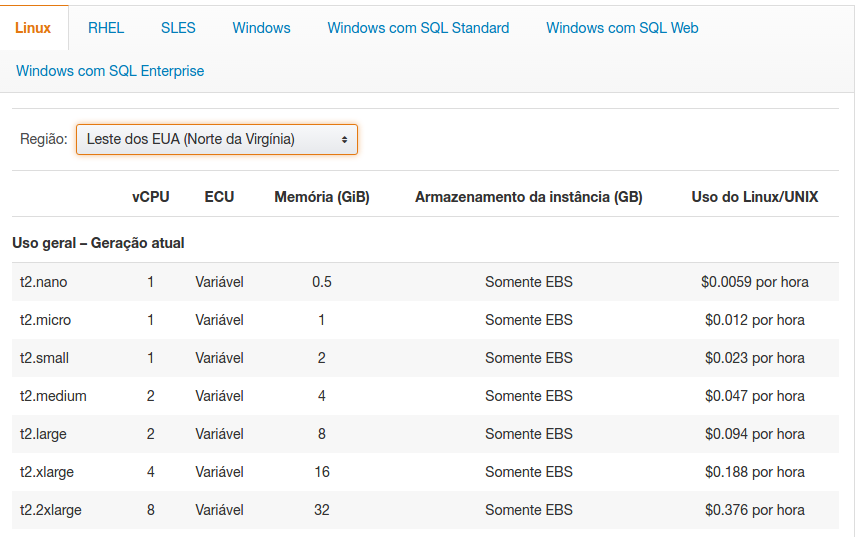 Linux RHEL SLES Windows Windows com SQL Standard Windows com SQL Web
Windows com SQL Enterprise
Região: Leste dos EUA (Norte da Virgínia)
vCPU ECU Memória (GiB) Armazenamento da instância (GB) Uso do Linux/UNIX
Uso geral – Geração atual
t2.nano 1 Variável 0.5 Somente EBS $0.0059 por hora
t2.micro 1 Variável 1 Somente EBS $0.012 por hora
t2.small 1 Variável 2 Somente EBS $0.023 por hora
t2.medium 2 Variável 4 Somente EBS $0.047 por hora
t2.large 2 Variável 8 Somente EBS $0.094 por hora
t2.xlarge 4 Variável 16 Somente EBS $0.188 por hora
t2.2xlarge 8 Variável 32 Somente EBS $0.376 por hora